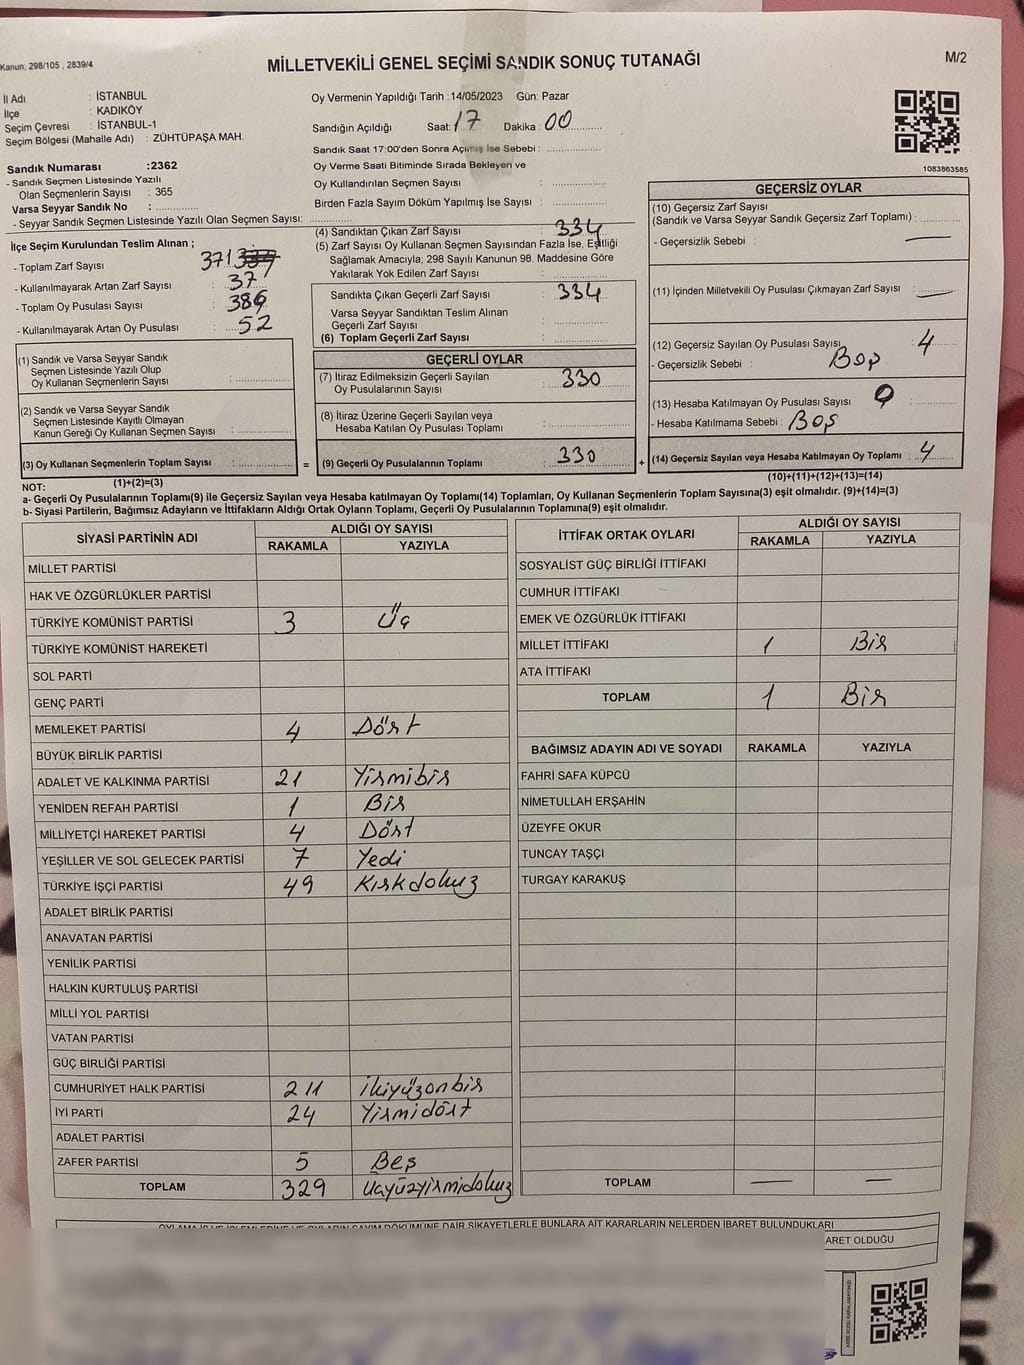 Kanun; 298/105 , 2839/4
MİLLETVEKİLİ GENEL SEÇİMİ SANDIK SONUÇ TUTANAĞI
M/2
İl Adı : İSTANBUL
İlçe : KADIKÖY
Seçim Çevresi : İSTANBUL-1
Seçim Bölgesi (Mahalle Adı) : ZÜHTÜPAŞA MAH.
Sandık Numarası :2362
- Sandık Seçmen Listesinde Yazılı
Olan Seçmenlerin Sayısı : 365
Varsa Seyyar Sandık No :
- Seyyar Sandık Seçmen Listesinde Yazılı Olan Seçmen Sayısı:
Oy Vermenin Yapıldığı Tarih :14/05/2023 Gün: Pazar
Sandığın Açıldığı Saat: 17 Dakika : 00
Sandık Saat 17:00'den Sonra Açılmış İse Sebebi :
Oy Verme Saati Bitiminde Sırada Bekleyen ve
Oy Kullandırılan Seçmen Sayısı :
Birden Fazla Sayım Döküm Yapılmış İse Sayısı :
1083863585
İlçe Seçim Kurulundan Teslim Alınan ;
- Toplam Zarf Sayısı : 371
- Kullanılmayarak Artan Zarf Sayısı : 37
- Toplam Oy Pusulası Sayısı : 386
- Kullanılmayarak Artan Oy Pusulası : 52
(4) Sandıktan Çıkan Zarf Sayısı : 334
(5) Zarf Sayısı Oy Kullanan Seçmen Sayısından Fazla İse, Eşitliği
Sağlamak Amacıyla; 298 Sayılı Kanunun 98. Maddesine Göre
Yakılarak Yok Edilen Zarf Sayısı :
Sandıkta Çıkan Geçerli Zarf Sayısı : 334
Varsa Seyyar Sandıktan Teslim Alınan
Geçerli Zarf Sayısı :
(6) Toplam Geçerli Zarf Sayısı :
GEÇERSİZ OYLAR
(10) Geçersiz Zarf Sayısı
(Sandık ve Varsa Seyyar Sandık Geçersiz Zarf Toplamı) :
- Geçersizlik Sebebi :
(11) İçinden Milletvekili Oy Pusulası Çıkmayan Zarf Sayısı :
(12) Geçersiz Sayılan Oy Pusulası Sayısı : 4
- Geçersizlik Sebebi : Boş
(13) Hesaba Katılmayan Oy Pusulası Sayısı : 0
- Hesaba Katılmama Sebebi : Boş
(14) Geçersiz Sayılan veya Hesaba Katılmayan Oy Toplamı : 4
(10)+(11)+(12)+(13)=(14)
(1) Sandık ve Varsa Seyyar Sandık
Seçmen Listesinde Yazılı Olup
Oy Kullanan Seçmenlerin Sayısı :
(2) Sandık ve Varsa Seyyar Sandık
Seçmen Listesinde Kayıtlı Olmayan
Kanun Gereği Oy Kullanan Seçmen Sayısı :
(3) Oy Kullanan Seçmenlerin Toplam Sayısı :
(1)+(2)=(3)
GEÇERLİ OYLAR
(7) İtiraz Edilmeksizin Geçerli Sayılan
Oy Pusulalarının Sayısı : 330
(8) İtiraz Üzerine Geçerli Sayılan veya
Hesaba Katılan Oy Pusulası Toplamı :
= (9) Geçerli Oy Pusulalarının Toplamı : 330 +
NOT:
a- Geçerli Oy Pusulalarının Toplamı(9) ile Geçersiz Sayılan veya Hesaba katılmayan Oy Toplamı(14) Toplamları, Oy Kullanan Seçmenlerin Toplam Sayısına(3) eşit olmalıdır. (9)+(14)=(3)
b- Siyasi Partilerin, Bağımsız Adayların ve İttifakların Aldığı Ortak Oyların Toplamı, Geçerli Oy Pusulalarının Toplamına(9) eşit olmalıdır.
SİYASİ PARTİNİN ADI ALDIĞI OY SAYISI
RAKAMLA YAZIYLA
MİLLET PARTİSİ
HAK VE ÖZGÜRLÜKLER PARTİSİ
TÜRKİYE KOMÜNİST PARTİSİ 3 Üç
TÜRKİYE KOMÜNİST HAREKETİ
SOL PARTİ
GENÇ PARTİ
MEMLEKET PARTİSİ 4 Dört
BÜYÜK BİRLİK PARTİSİ
ADALET VE KALKINMA PARTİSİ 21 Yirmibir
YENİDEN REFAH PARTİSİ 1 Bir
MİLLİYETÇİ HAREKET PARTİSİ 4 Dört
YEŞİLLER VE SOL GELECEK PARTİSİ 7 Yedi
TÜRKİYE İŞÇİ PARTİSİ 49 Kırkdokuz
ADALET BİRLİK PARTİSİ
ANAVATAN PARTİSİ
YENİLİK PARTİSİ
HALKIN KURTULUŞ PARTİSİ
MİLLİ YOL PARTİSİ
VATAN PARTİSİ
GÜÇ BİRLİĞİ PARTİSİ
CUMHURİYET HALK PARTİSİ 211 İkiyüzonbir
İYİ PARTİ 24 Yirmidört
ADALET PARTİSİ
ZAFER PARTİSİ 5 Beş
TOPLAM 329 Üçyüzyirmidokuz
İTTİFAK ORTAK OYLARI ALDIĞI OY SAYISI
RAKAMLA YAZIYLA
SOSYALİST GÜÇ BİRLİĞİ İTTİFAKI
CUMHUR İTTİFAKI
EMEK VE ÖZGÜRLÜK İTTİFAKI
MİLLET İTTİFAKI 1 Bir
ATA İTTİFAKI
TOPLAM 1 Bir
BAĞIMSIZ ADAYIN ADI VE SOYADI RAKAMLA YAZIYLA
FAHRİ SAFA KÜPCÜ
NİMETULLAH ERŞAHİN
ÜZEYFE OKUR
TUNCAY TAŞÇI
TURGAY KARAKUŞ
TOPLAM
OYLAMA İŞ VE İŞLEMLERİNE VE OYLARIN SAYIM DÖKÜMÜNE DAİR ŞİKAYETLERLE BUNLARA AİT KARARLARIN NELERDEN İBARET BULUNDUKLARI
ARET OLDUĞU